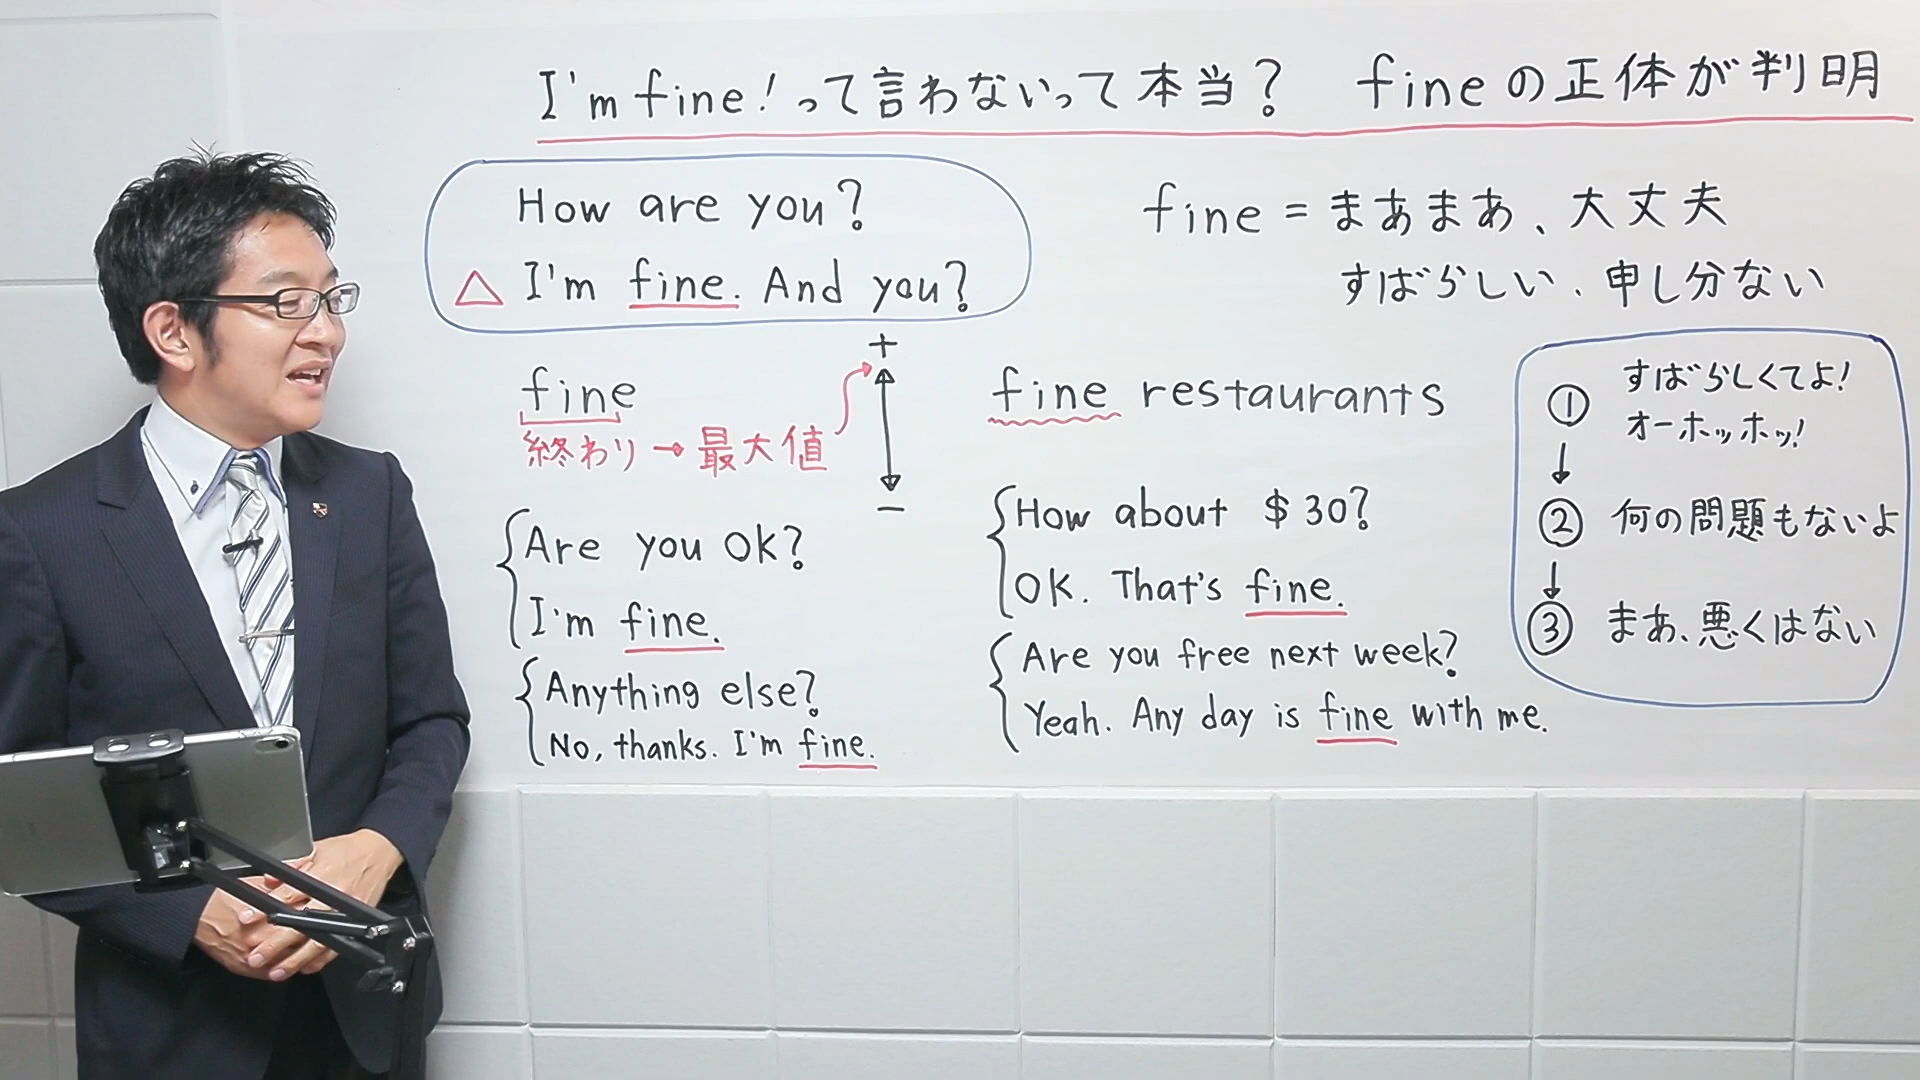 I'm fine!って言わないって本当? fineの正体が判明
How are you?
△ I'm fine. And you?
fine = まあまあ、大丈夫
すばらしい、申し分ない
fine
終わり→最大値
+
−
Are you OK?
I'm fine.
Anything else?
No, thanks. I'm fine.
fine restaurants
How about $30?
OK. That's fine.
Are you free next week?
Yeah. Any day is fine with me.
① すばらしくてよ!
オーホッホッ!
↓
② 何の問題もないよ
↓
③ まあ、悪くはない